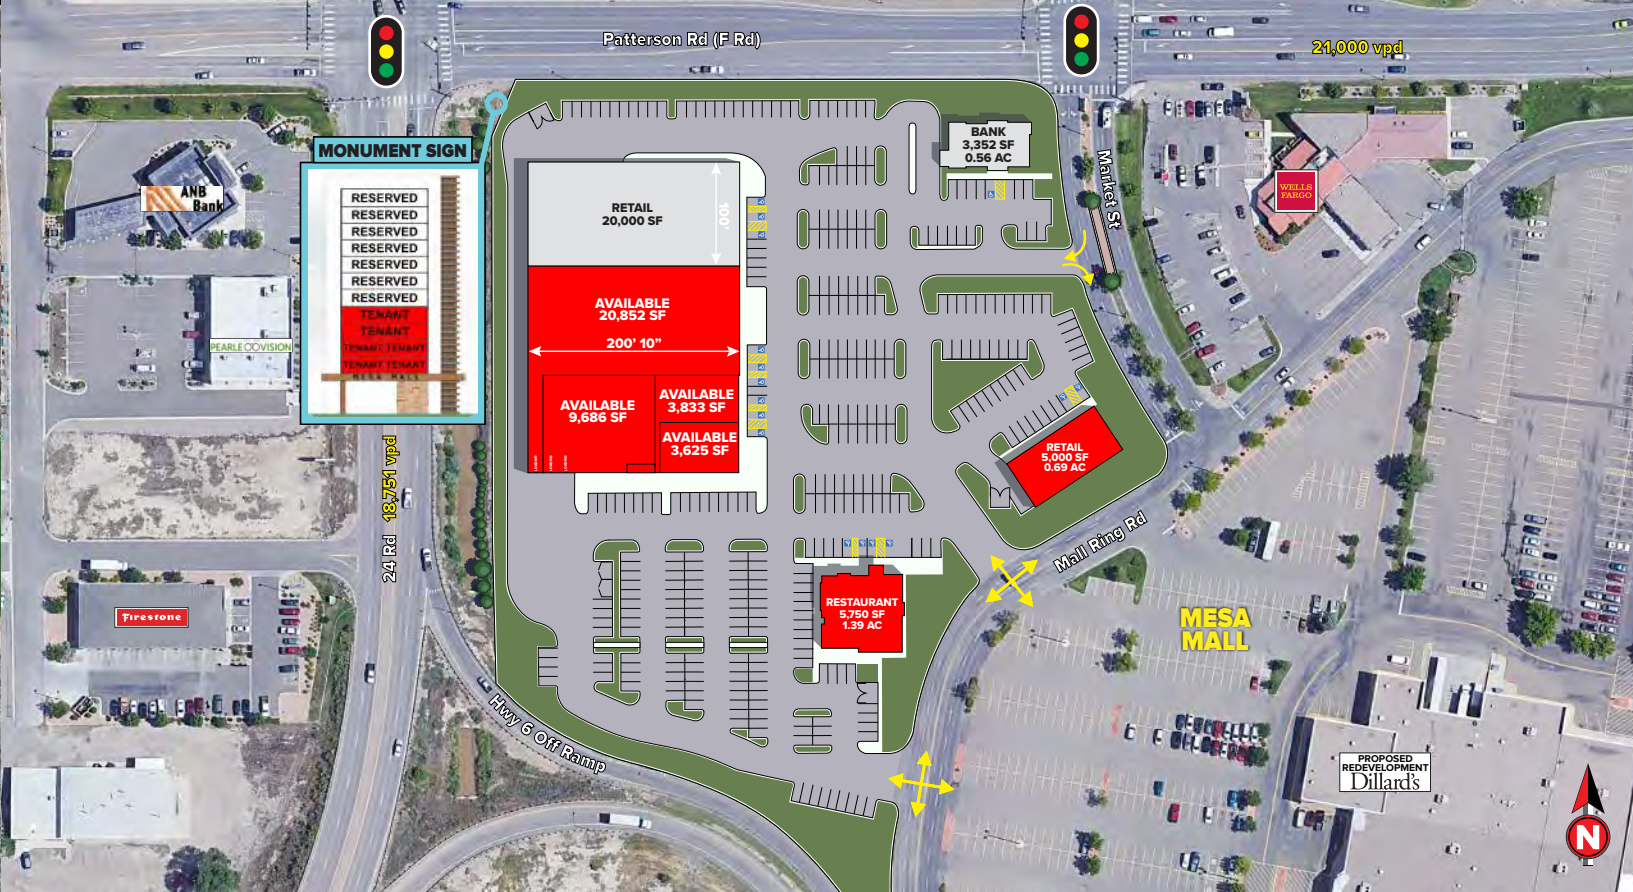 Patterson Rd (F Rd)
21,000 vpd
MONUMENT SIGN
RESERVED
RESERVED
RESERVED
RESERVED
RESERVED
RESERVED
RESERVED
TENANT
TENANT
TENANT TENANT
TENANT TENANT
MESA MALL
ANB
Bank
PEARLE VISION
24 Rd 18,751 vpd
Firestone
Hwy 6 Off Ramp
RETAIL
20,000 SF
100'
AVAILABLE
20,852 SF
200' 10"
AVAILABLE
9,686 SF
AVAILABLE
3,833 SF
AVAILABLE
3,625 SF
BANK
3,352 SF
0.56 AC
Market St
WELLS
FARGO
RETAIL
5,000 SF
0.69 AC
Mall Ring Rd
RESTAURANT
5,750 SF
1.39 AC
MESA
MALL
PROPOSED
REDEVELOPMENT
Dillard's
N